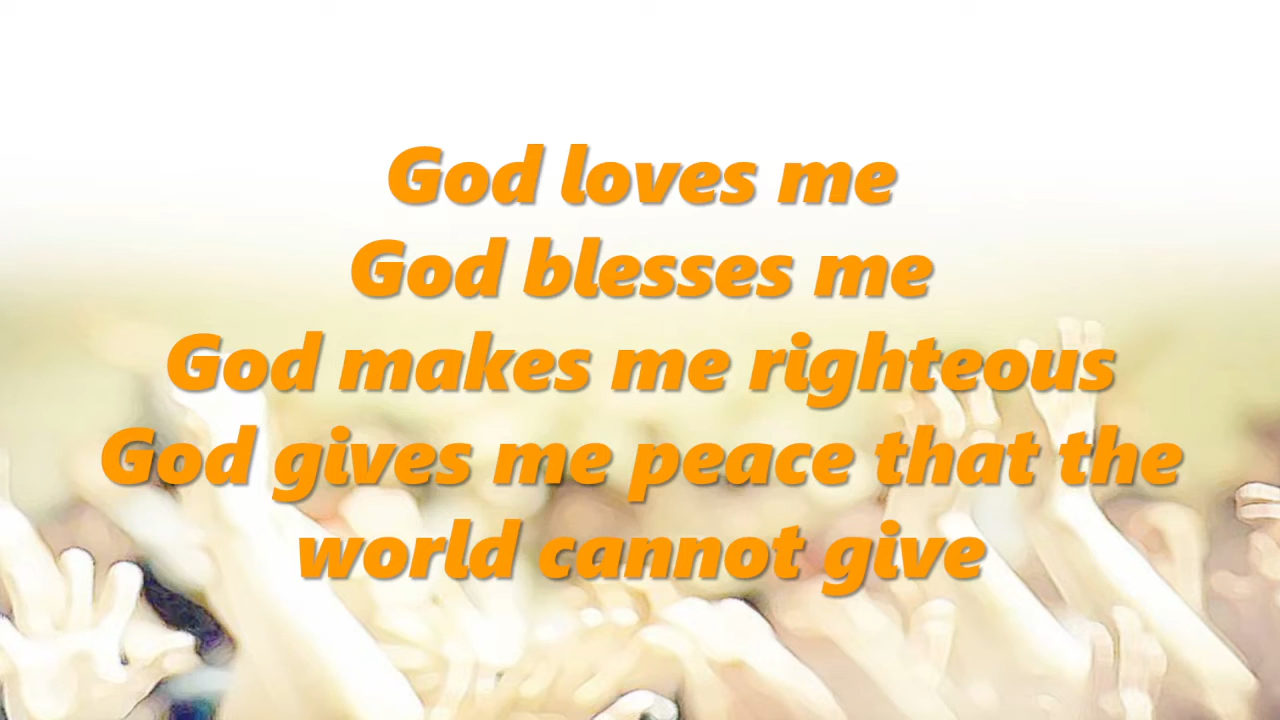 God loves me
God blesses me
God makes me righteous
God gives me peace that the
world cannot give